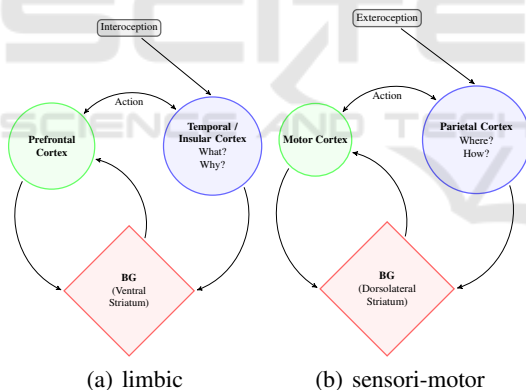 Interoception
Action
Prefrontal
Cortex
Temporal /
Insular Cortex
What?
Why?
BG
(Ventral
Striatum)
(a) limbic
Exteroception
Action
Motor Cortex
Parietal Cortex
Where?
How?
BG
(Dorsolateral
Striatum)
(b) sensori-motor